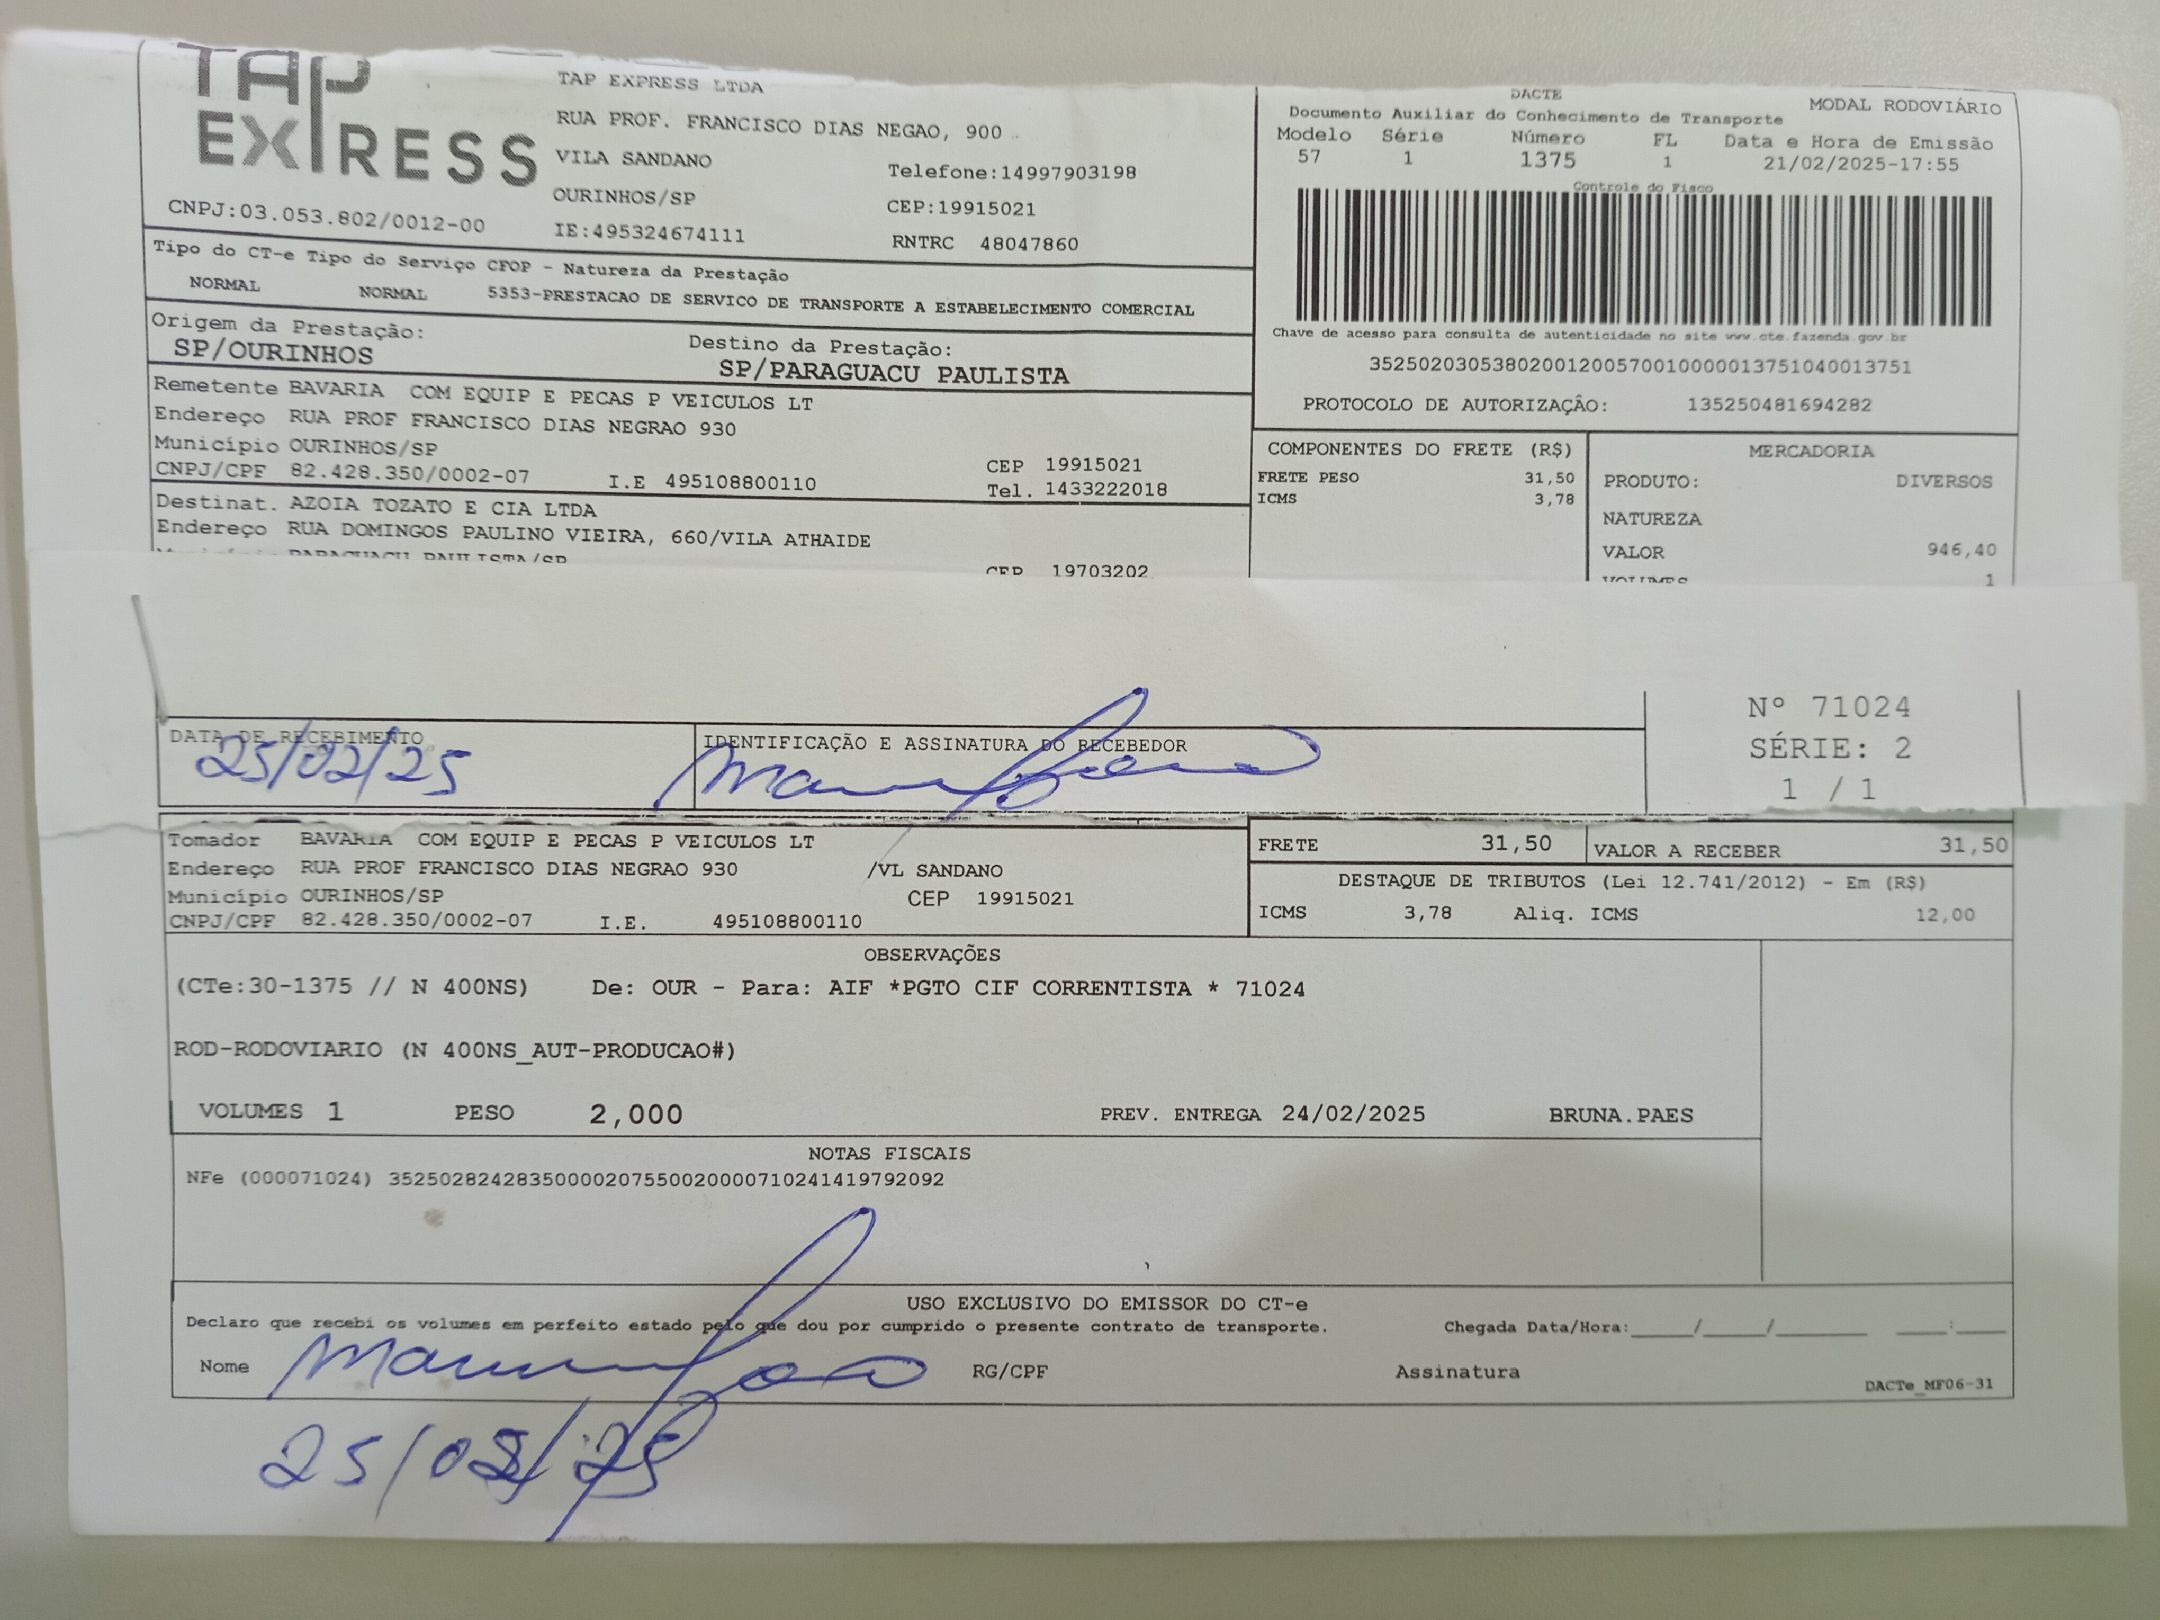 TAP EXPRESS
TAP EXPRESS LTDA
RUA PROF. FRANCISCO DIAS NEGAO, 900
VILA SANDANO
Telefone:14997903198
OURINHOS/SP
CEP:19915021
CNPJ:03.053.802/0012-00
IE:495324674111
RNTRC 48047860
DACTE
MODAL RODOVIÁRIO
Documento Auxiliar do Conhecimento de Transporte
Modelo Série Número FL Data e Hora de Emissão
57 1 1375 1 21/02/2025-17:55
Controle do Fisco
Chave de acesso para consulta de autenticidade no site www.cte.fazenda.gov.br
35250203053802001200570010000013751040013751
PROTOCOLO DE AUTORIZAÇÃO: 135250481694282
Tipo do CT-e Tipo do Serviço CFOP - Natureza da Prestação
NORMAL NORMAL 5353-PRESTACAO DE SERVICO DE TRANSPORTE A ESTABELECIMENTO COMERCIAL
Origem da Prestação: Destino da Prestação:
SP/OURINHOS SP/PARAGUACU PAULISTA
Remetente BAVARIA COM EQUIP E PECAS P VEICULOS LT
Endereço RUA PROF FRANCISCO DIAS NEGRAO 930
Município OURINHOS/SP CEP 19915021
CNPJ/CPF 82.428.350/0002-07 I.E 495108800110 Tel. 1433222018
Destinat. AZOIA TOZATO E CIA LTDA
Endereço RUA DOMINGOS PAULINO VIEIRA, 660/VILA ATHAIDE
PARAGUACU PAULISTA/SP CEP 19703202
COMPONENTES DO FRETE (R$)
FRETE PESO 31,50
ICMS 3,78
MERCADORIA
PRODUTO: DIVERSOS
NATUREZA
VALOR 946,40
VOLUMES 1
DATA DE RECEBIMENTO
25/02/25
IDENTIFICAÇÃO E ASSINATURA DO RECEBEDOR
Nº 71024
SÉRIE: 2
1 / 1
Tomador BAVARIA COM EQUIP E PECAS P VEICULOS LT
Endereço RUA PROF FRANCISCO DIAS NEGRAO 930 /VL SANDANO
Município OURINHOS/SP CEP 19915021
CNPJ/CPF 82.428.350/0002-07 I.E. 495108800110
FRETE 31,50 VALOR A RECEBER 31,50
DESTAQUE DE TRIBUTOS (Lei 12.741/2012) - Em (R$)
ICMS 3,78 Aliq. ICMS 12,00
OBSERVAÇÕES
(CTe:30-1375 // N 400NS) De: OUR - Para: AIF *PGTO CIF CORRENTISTA * 71024
ROD-RODOVIARIO (N 400NS_AUT-PRODUCAO#)
VOLUMES 1 PESO 2,000 PREV. ENTREGA 24/02/2025 BRUNA.PAES
NOTAS FISCAIS
NFe (000071024) 35250282428350000207550020000710241419792092
USO EXCLUSIVO DO EMISSOR DO CT-e
Declaro que recebi os volumes em perfeito estado pelo que dou por cumprido o presente contrato de transporte. Chegada Data/Hora:____/____/______ ___:___
Nome RG/CPF Assinatura
DACTe_MF06-31
25/02/25